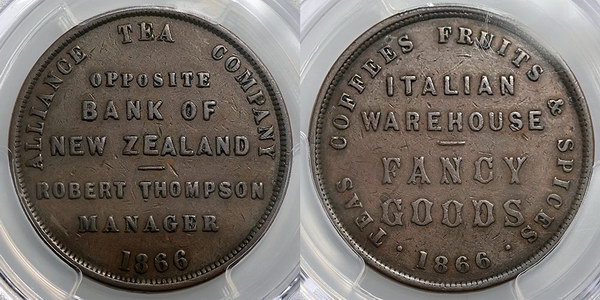 ALLIANCE TEA COMPANY
OPPOSITE
BANK OF
NEW ZEALAND
ROBERT THOMPSON
MANAGER
1866
TEAS COFFEES FRUITS & SPICES
ITALIAN
WAREHOUSE
FANCY
GOODS
· 1866 ·